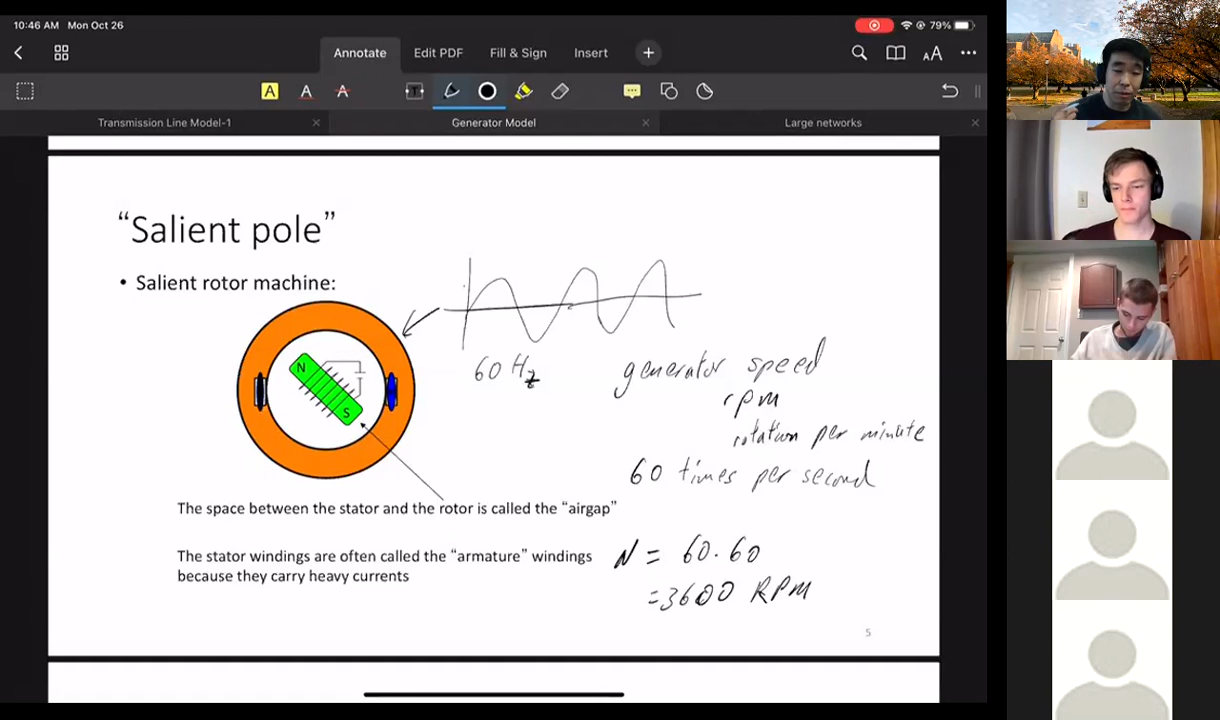 10:46 AM Mon Oct 26
79%
Annotate Edit PDF Fill & Sign Insert
AA
A A A T
Transmission Line Model-1 Generator Model Large networks
“Salient pole”
• Salient rotor machine:
N
S
60 Hz
generator speed
rpm
rotation per minute
60 times per second
The space between the stator and the rotor is called the “airgap”
The stator windings are often called the “armature” windings
because they carry heavy currents
N = 60.60
=3600 RPM
5